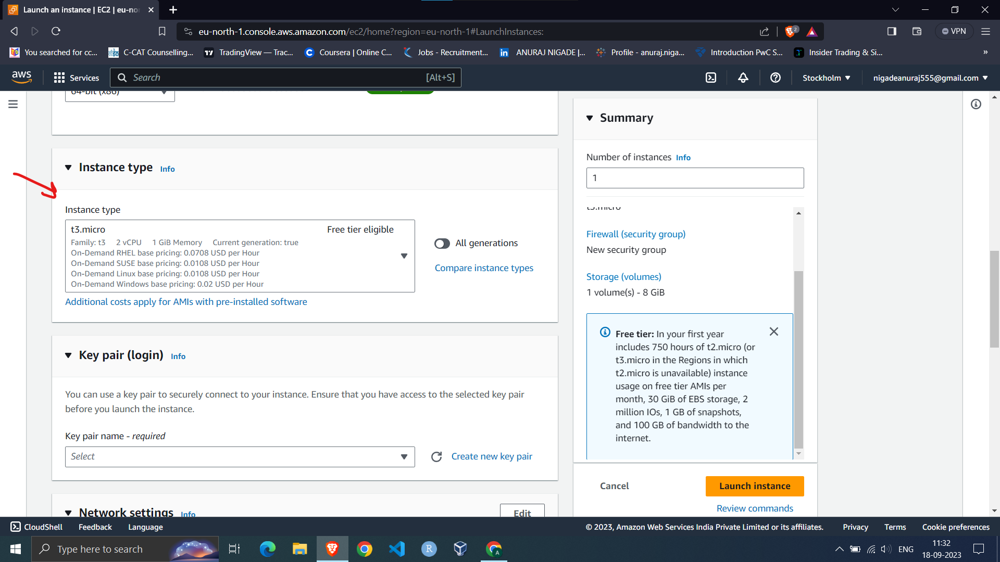 Launch an instance | EC2 | eu-no
eu-north-1.console.aws.amazon.com/ec2/home?region=eu-north-1#LaunchInstances:
2
VPN
You searched for cc...
C-CAT Counselling...
TradingView — Trac...
Coursera | Online C...
Jobs - Recruitment...
ANURAJ NIGADE |...
Profile - anuraj.niga...
Introduction PwC S...
Insider Trading & Si...
»
aws
Services
Search
[Alt+S]
Stockholm
nigadeanuraj555@gmail.com
64-bit (x86)
Instance type Info
Instance type
t3.micro
Free tier eligible
Family: t3 2 vCPU 1 GiB Memory Current generation: true
On-Demand RHEL base pricing: 0.0708 USD per Hour
On-Demand SUSE base pricing: 0.0108 USD per Hour
On-Demand Linux base pricing: 0.0108 USD per Hour
On-Demand Windows base pricing: 0.02 USD per Hour
All generations
Compare instance types
Additional costs apply for AMIs with pre-installed software
Key pair (login) Info
You can use a key pair to securely connect to your instance. Ensure that you have access to the selected key pair
before you launch the instance.
Key pair name - required
Select
Create new key pair
Network settings Info
Edit
Summary
Number of instances Info
1
t3.micro
Firewall (security group)
New security group
Storage (volumes)
1 volume(s) - 8 GiB
Free tier: In your first year
includes 750 hours of t2.micro (or
t3.micro in the Regions in which
t2.micro is unavailable) instance
usage on free tier AMIs per
month, 30 GiB of EBS storage, 2
million IOs, 1 GB of snapshots,
and 100 GB of bandwidth to the
internet.
Cancel
Launch instance
Review commands
CloudShell
Feedback
Language
© 2023, Amazon Web Services India Private Limited or its affiliates.
Privacy
Terms
Cookie preferences
Type here to search
R
A
ENG
11:32
18-09-2023